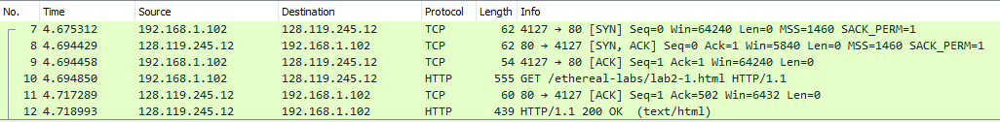 No. Time Source Destination Protocol Length Info
7 4.675312 192.168.1.102 128.119.245.12 TCP 62 4127 → 80 [SYN] Seq=0 Win=64240 Len=0 MSS=1460 SACK_PERM=1
8 4.694429 128.119.245.12 192.168.1.102 TCP 62 80 → 4127 [SYN, ACK] Seq=0 Ack=1 Win=5840 Len=0 MSS=1460 SACK_PERM=1
9 4.694458 192.168.1.102 128.119.245.12 TCP 54 4127 → 80 [ACK] Seq=1 Ack=1 Win=64240 Len=0
10 4.694850 192.168.1.102 128.119.245.12 HTTP 555 GET /ethereal-labs/lab2-1.html HTTP/1.1
11 4.717289 128.119.245.12 192.168.1.102 TCP 60 80 → 4127 [ACK] Seq=1 Ack=502 Win=6432 Len=0
12 4.718993 128.119.245.12 192.168.1.102 HTTP 439 HTTP/1.1 200 OK (text/html)